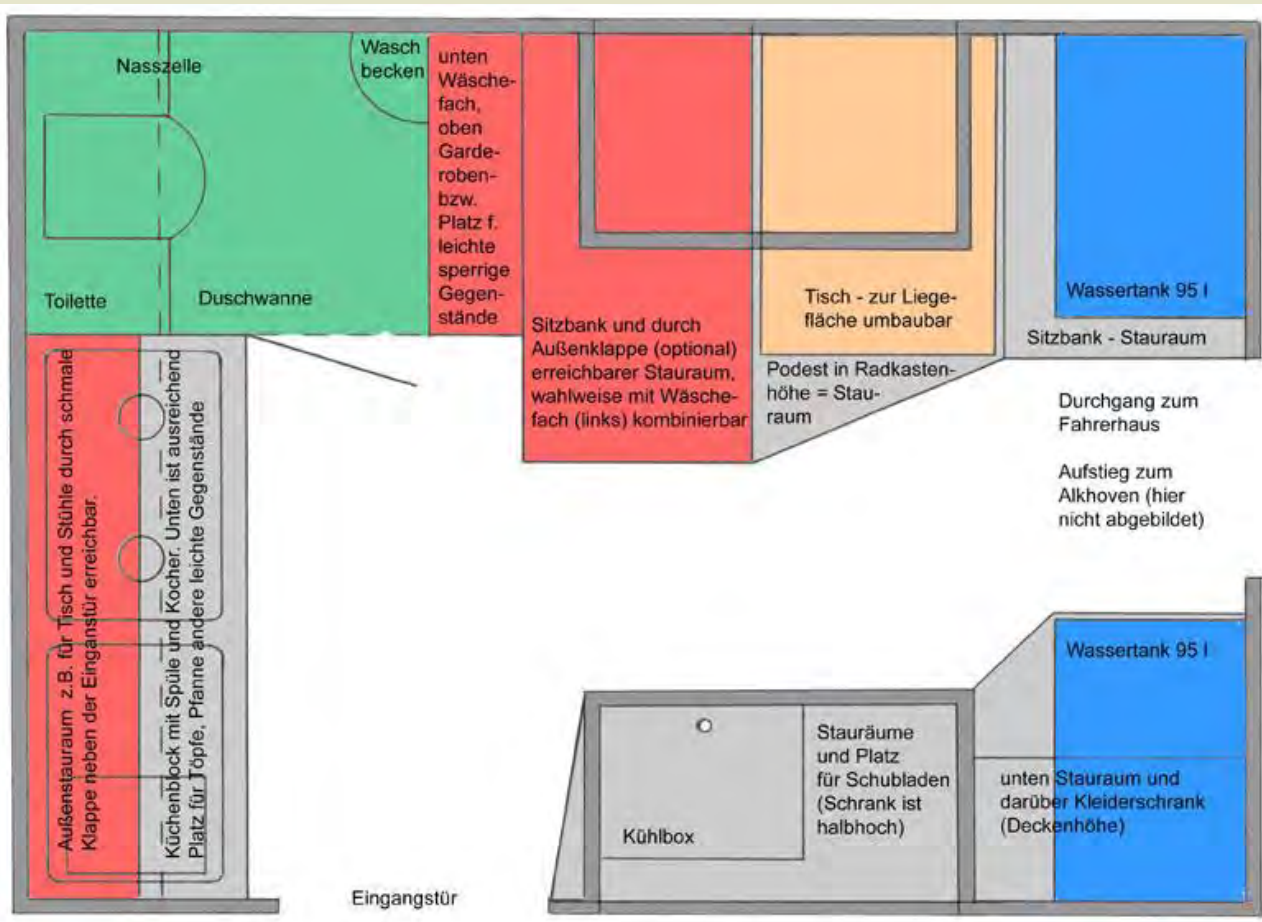 Nasszelle
Wasch
becken
unten
Wäsche-
fach,
oben
Garde-
roben-
bzw.
Platz f.
leichte
sperrige
Gegen-
stände
Toilette
Duschwanne
Sitzbank und durch
Außenklappe (optional)
erreichbarer Stauraum,
wahlweise mit Wäsche-
fach (links) kombinierbar
Tisch - zur Liege-
fläche umbaubar
Podest in Radkasten-
höhe = Stau-
raum
Wassertank 95 l
Sitzbank - Stauraum
Durchgang zum
Fahrerhaus
Aufstieg zum
Alkhoven (hier
nicht abgebildet)
Außenstauraum z.B. für Tisch und Stühle durch schmale
Klappe neben der Einganstür erreichbar.
Küchenblock mit Spüle und Kocher. Unten ist ausreichend
Platz für Töpfe, Pfanne andere leichte Gegenstände
Wassertank 95 l
Kühlbox
Stauräume
und Platz
für Schubladen
(Schrank ist
halbhoch)
unten Stauraum und
darüber Kleiderschrank
(Deckenhöhe)
Eingangstür